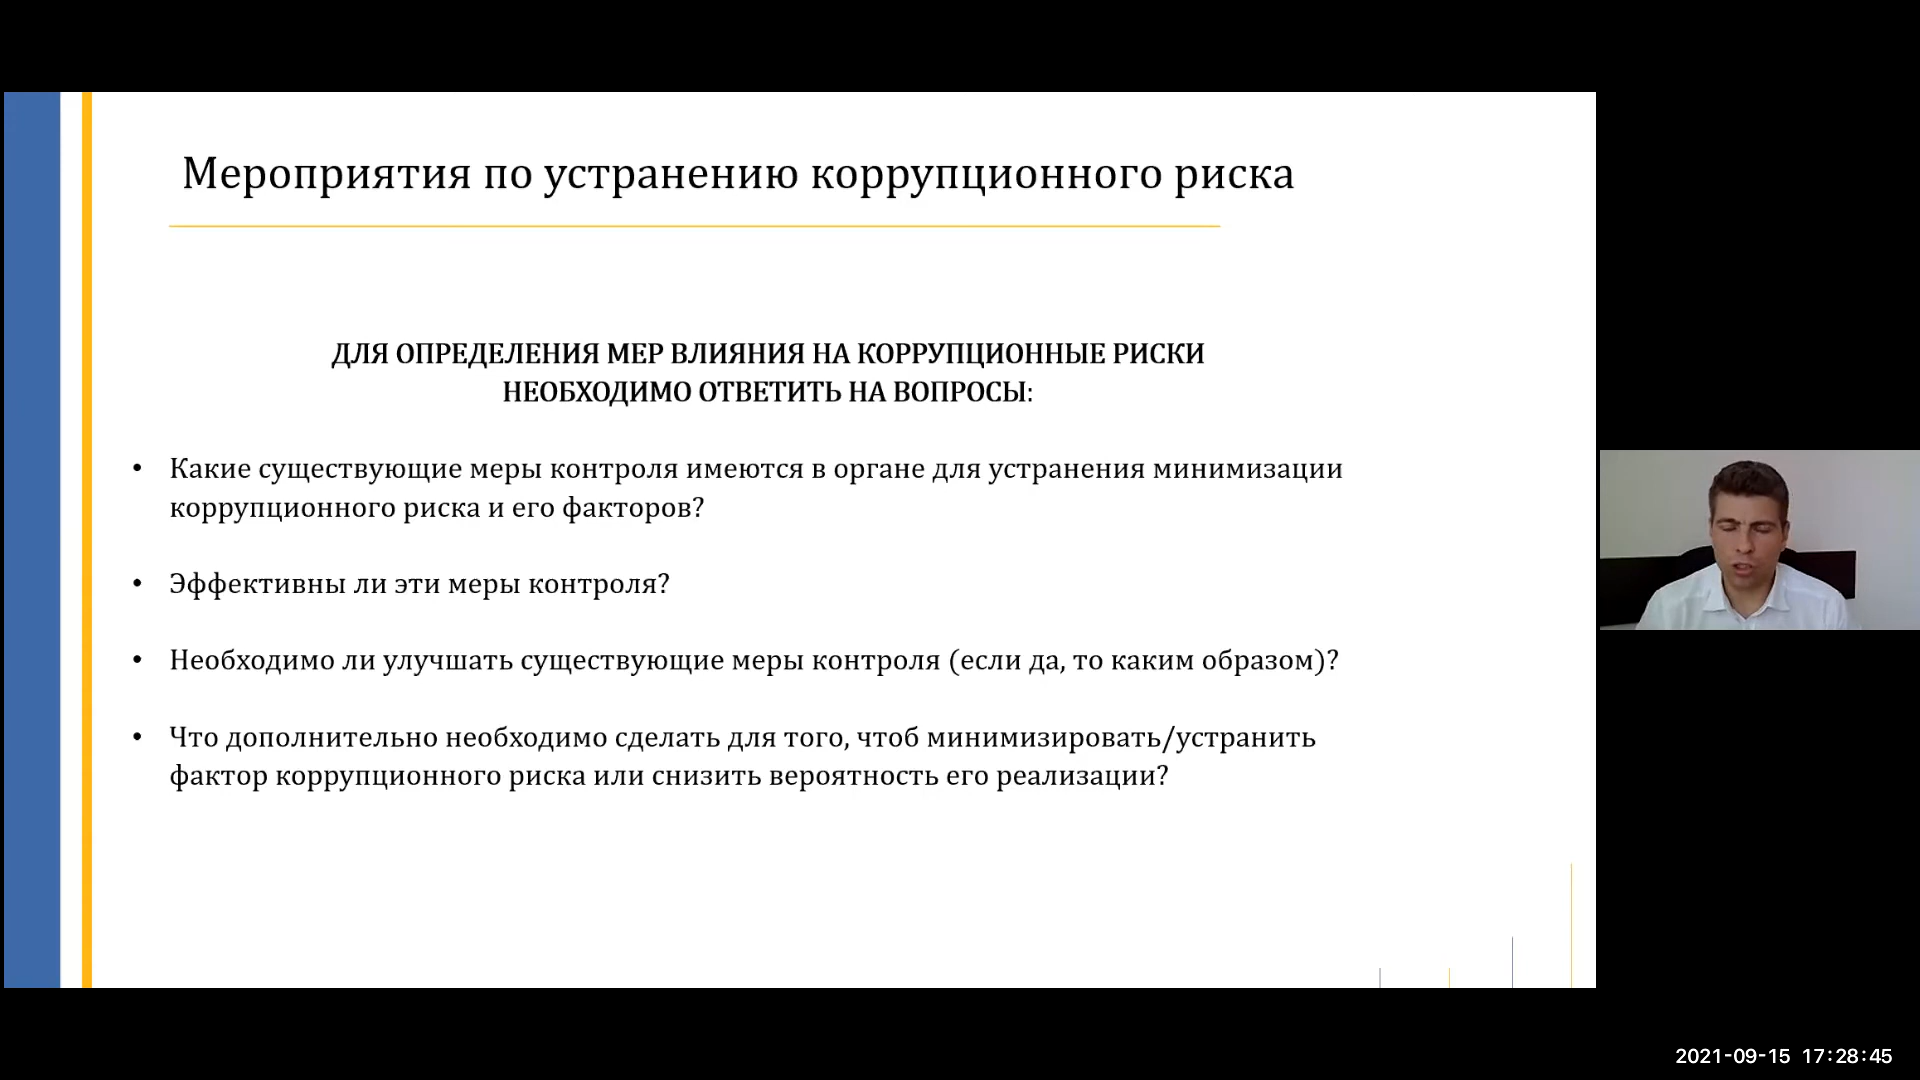 Мероприятия по устранению коррупционного риска
ДЛЯ ОПРЕДЕЛЕНИЯ МЕР ВЛИЯНИЯ НА КОРРУПЦИОННЫЕ РИСКИ
НЕОБХОДИМО ОТВЕТИТЬ НА ВОПРОСЫ:
• Какие существующие меры контроля имеются в органе для устранения минимизации
коррупционного риска и его факторов?
• Эффективны ли эти меры контроля?
• Необходимо ли улучшать существующие меры контроля (если да, то каким образом)?
• Что дополнительно необходимо сделать для того, чтоб минимизировать/устранить
фактор коррупционного риска или снизить вероятность его реализации?
2021-09-15 17:28:45